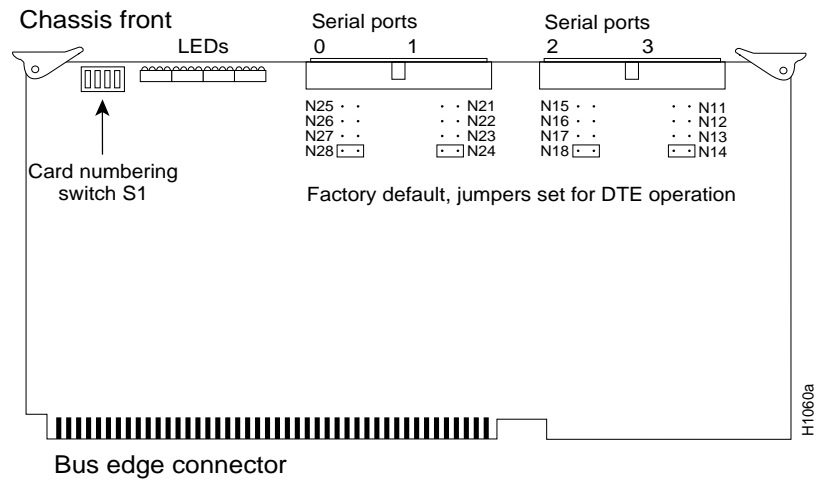 Chassis front
Serial ports
Serial ports
LEDs
0 1
2 3
N25 N21 N15 N11
N26 N22 N16 N12
N27 N23 N17 N13
N28 N24 N18 N14
Card numbering
switch S1
Factory default, jumpers set for DTE operation
H1060a
Bus edge connector